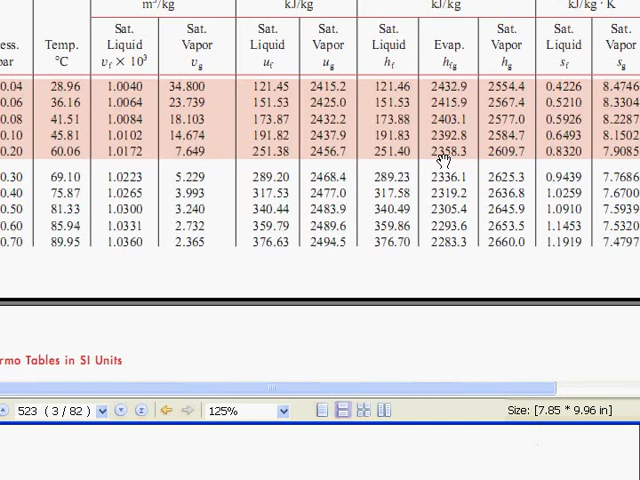 m³/kg kJ/kg kJ/kg kJ/kg · K
Sat. Sat. Sat. Sat. Sat. Evap. Sat. Sat. Sat.
ess. Temp. Liquid Vapor Liquid Vapor Liquid Vapor Liquid Vapor
bar °C v_f × 10³ v_g u_f u_g h_f h_fg h_g s_f s_g
0.04 28.96 1.0040 34.800 121.45 2415.2 121.46 2432.9 2554.4 0.4226 8.4746
0.06 36.16 1.0064 23.739 151.53 2425.0 151.53 2415.9 2567.4 0.5210 8.3304
0.08 41.51 1.0084 18.103 173.87 2432.2 173.88 2403.1 2577.0 0.5926 8.2287
0.10 45.81 1.0102 14.674 191.82 2437.9 191.83 2392.8 2584.7 0.6493 8.1502
0.20 60.06 1.0172 7.649 251.38 2456.7 251.40 2358.3 2609.7 0.8320 7.9085
0.30 69.10 1.0223 5.229 289.20 2468.4 289.23 2336.1 2625.3 0.9439 7.7686
0.40 75.87 1.0265 3.993 317.53 2477.0 317.58 2319.2 2636.8 1.0259 7.6700
0.50 81.33 1.0300 3.240 340.44 2483.9 340.49 2305.4 2645.9 1.0910 7.5939
0.60 85.94 1.0331 2.732 359.79 2489.6 359.86 2293.6 2653.5 1.1453 7.5320
0.70 89.95 1.0360 2.365 376.63 2494.5 376.70 2283.3 2660.0 1.1919 7.4797
rmo Tables in SI Units
523 (3 / 82) 125% Size: [7.85 * 9.96 in]